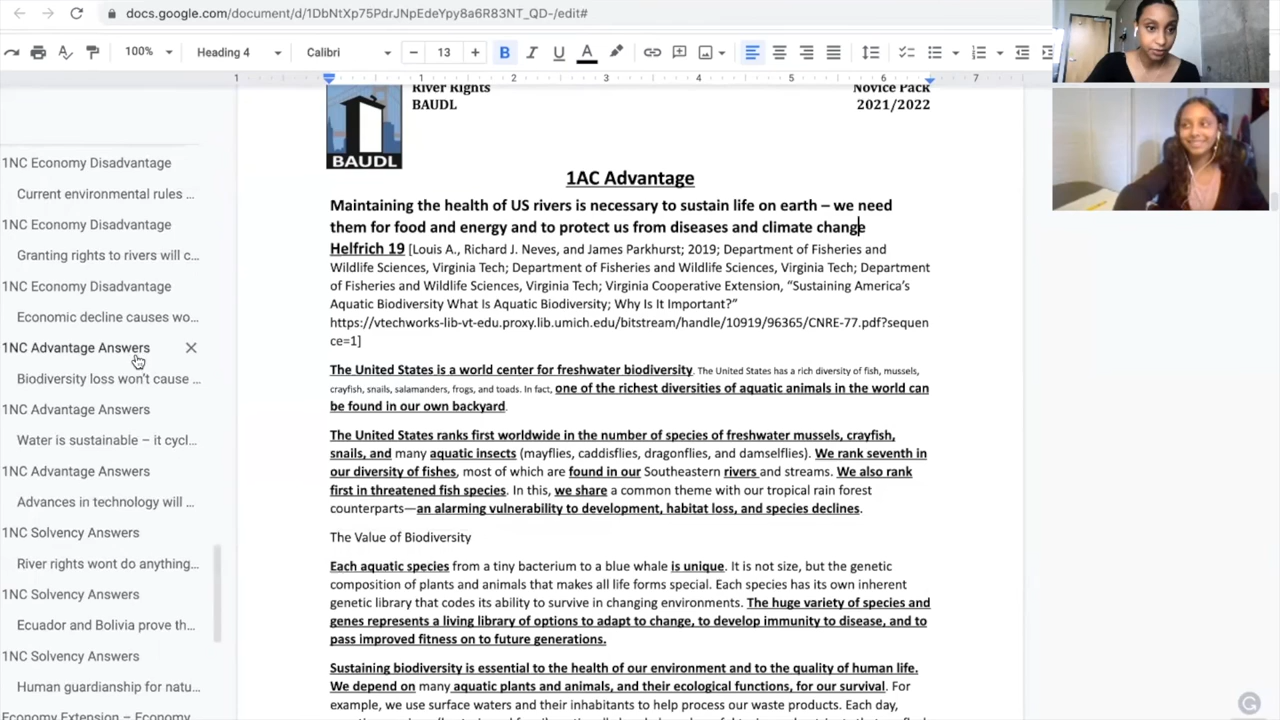 docs.google.com/document/d/1DbNtXp75PdrJNpEdeYpy8a6R83NT_QD-/edit#
100%
Heading 4
Calibri
13
B I U A
1 1 2 3 4 5 6 7
1NC Economy Disadvantage
Current environmental rules ...
1NC Economy Disadvantage
Granting rights to rivers will c...
1NC Economy Disadvantage
Economic decline causes wo...
1NC Advantage Answers
Biodiversity loss won't cause ...
1NC Advantage Answers
Water is sustainable – it cycl...
1NC Advantage Answers
Advances in technology will ...
1NC Solvency Answers
River rights wont do anything...
1NC Solvency Answers
Ecuador and Bolivia prove th...
1NC Solvency Answers
Human guardianship for natu...
Economy Extension – Economy
BAUDL
River Rights
BAUDL
Novice Pack
2021/2022
1AC Advantage
Maintaining the health of US rivers is necessary to sustain life on earth – we need
them for food and energy and to protect us from diseases and climate change
Helfrich 19 [Louis A., Richard J. Neves, and James Parkhurst; 2019; Department of Fisheries and
Wildlife Sciences, Virginia Tech; Department of Fisheries and Wildlife Sciences, Virginia Tech; Department
of Fisheries and Wildlife Sciences, Virginia Tech; Virginia Cooperative Extension, “Sustaining America’s
Aquatic Biodiversity What Is Aquatic Biodiversity; Why Is It Important?”
https://vtechworks-lib-vt-edu.proxy.lib.umich.edu/bitstream/handle/10919/96365/CNRE-77.pdf?sequen
ce=1]
The United States is a world center for freshwater biodiversity. The United States has a rich diversity of fish, mussels,
crayfish, snails, salamanders, frogs, and toads. In fact, one of the richest diversities of aquatic animals in the world can
be found in our own backyard.
The United States ranks first worldwide in the number of species of freshwater mussels, crayfish,
snails, and many aquatic insects (mayflies, caddisflies, dragonflies, and damselflies). We rank seventh in
our diversity of fishes, most of which are found in our Southeastern rivers and streams. We also rank
first in threatened fish species. In this, we share a common theme with our tropical rain forest
counterparts—an alarming vulnerability to development, habitat loss, and species declines.
The Value of Biodiversity
Each aquatic species from a tiny bacterium to a blue whale is unique. It is not size, but the genetic
composition of plants and animals that makes all life forms special. Each species has its own inherent
genetic library that codes its ability to survive in changing environments. The huge variety of species and
genes represents a living library of options to adapt to change, to develop immunity to disease, and to
pass improved fitness on to future generations.
Sustaining biodiversity is essential to the health of our environment and to the quality of human life.
We depend on many aquatic plants and animals, and their ecological functions, for our survival. For
example, we use surface waters and their inhabitants to help process our waste products. Each day,